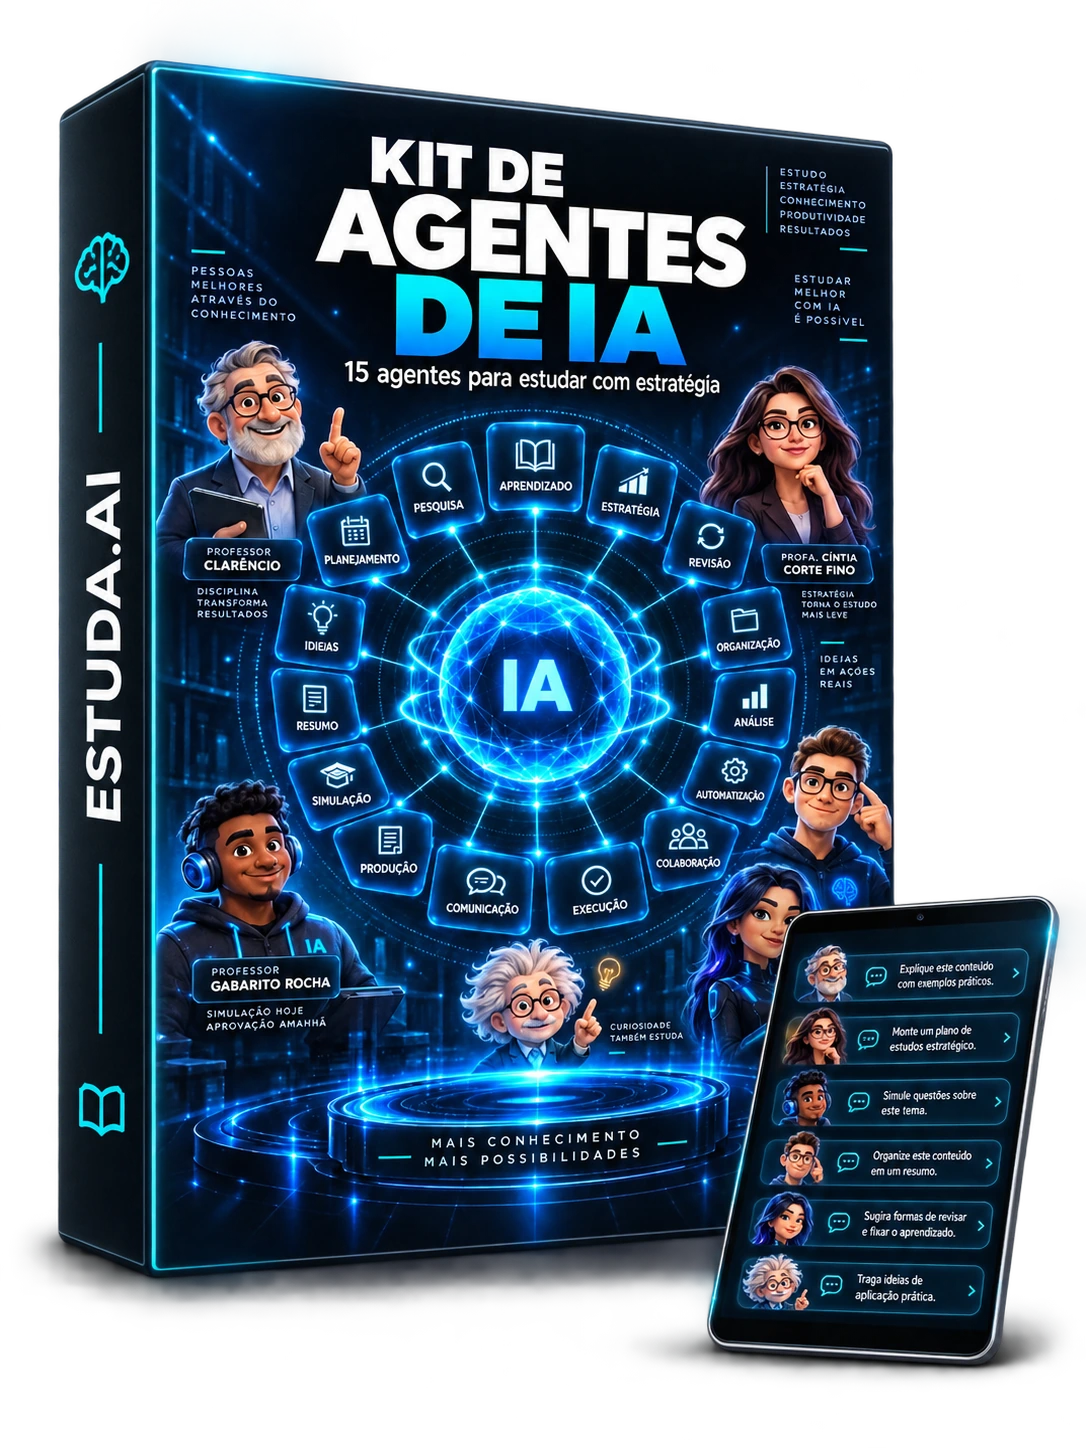 ESTUDA.AI
KIT DE
AGENTES
DE IA
15 agentes para estudar com estratégia
ESTUDO
ESTRATÉGIA
CONHECIMENTO
PRODUTIVIDADE
RESULTADOS
PESSOAS
MELHORES
ATRAVÉS DO
CONHECIMENTO
ESTUDAR
MELHOR
COM IA
É POSSÍVEL
PROFESSOR
CLARÊNCIO
DISCIPLINA
TRANSFORMA
RESULTADOS
PROFA. CÍNTIA
CORTE FINO
ESTRATÉGIA
TORNA O ESTUDO
MAIS LEVE
IDEJAS
EM AÇÕES
REAIS
APRENDIZADO
ESTRATÉGIA
REVISÃO
ORGANIZAÇÃO
ANÁLISE
AUTOMATIZAÇÃO
COLABORAÇÃO
EXECUÇÃO
COMUNICAÇÃO
PRODUÇÃO
SIMULAÇÃO
RESUMO
IDIEIAS
PLANEJAMENTO
PESQUISA
IA
IA
PROFESSOR
GABARITO ROCHA
SIMULAÇÃO HOJE
APROVAÇÃO AMANHÃ
CURIOSIDADE
TAMBÉM ESTUDA
MAIS CONHECIMENTO
MAIS POSSIBILIDADES
Explique este conteúdo
com exemplos práticos.
Monte um plano de
estudos estratégico.
Simule questões sobre
este tema.
Organize este conteúdo
em um resumo.
Sugira formas de revisar
e fixar o aprendizado.
Traga ideias de
aplicação prática.